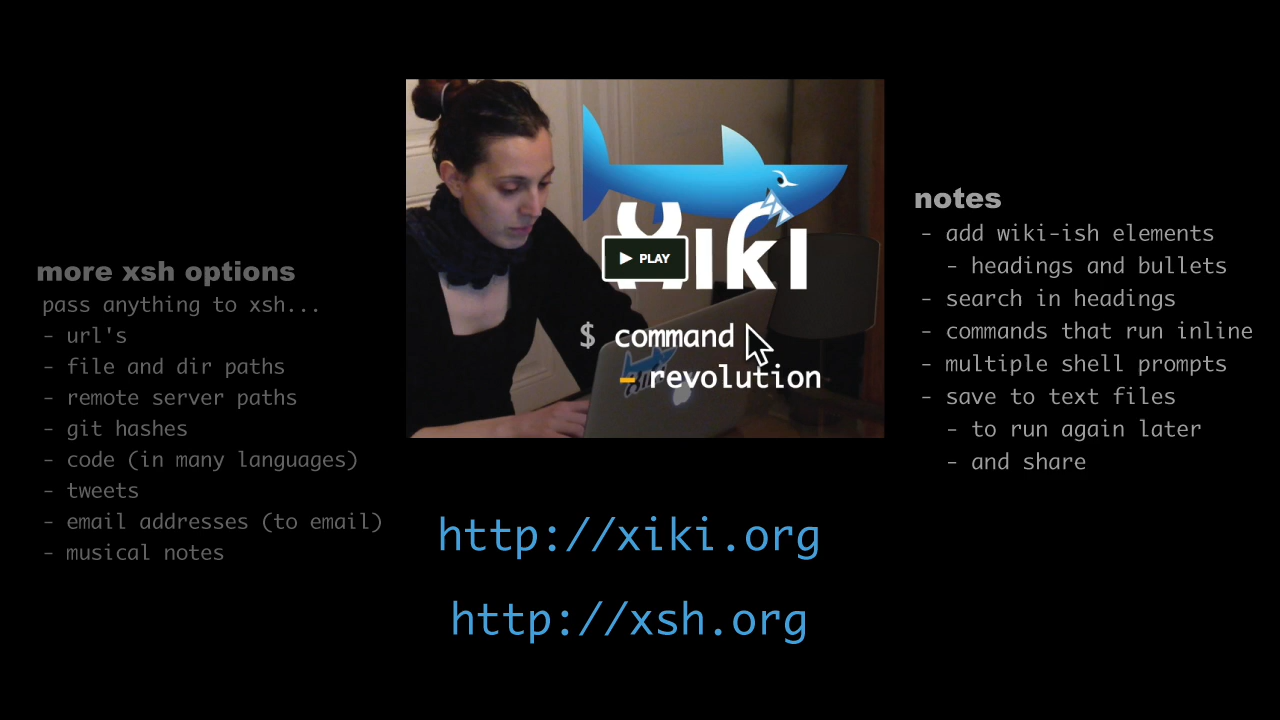 more xsh options
pass anything to xsh...
- url's
- file and dir paths
- remote server paths
- git hashes
- code (in many languages)
- tweets
- email addresses (to email)
- musical notes
xiki
PLAY
$ command
- revolution
http://xiki.org
http://xsh.org
notes
- add wiki-ish elements
- headings and bullets
- search in headings
- commands that run inline
- multiple shell prompts
- save to text files
- to run again later
- and share